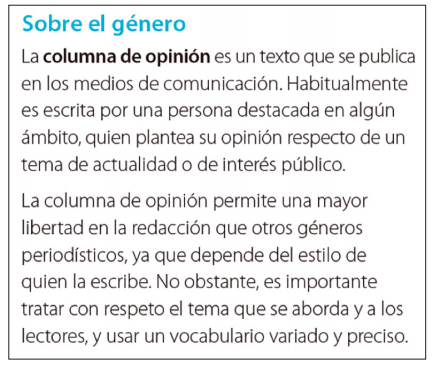 Sobre el género
La columna de opinión es un texto que se publica
en los medios de comunicación. Habitualmente
es escrita por una persona destacada en algún
ámbito, quien plantea su opinión respecto de un
tema de actualidad o de interés público.
La columna de opinión permite una mayor
libertad en la redacción que otros géneros
periodísticos, ya que depende del estilo de
quien la escribe. No obstante, es importante
tratar con respeto el tema que se aborda y a los
lectores, y usar un vocabulario variado y preciso.